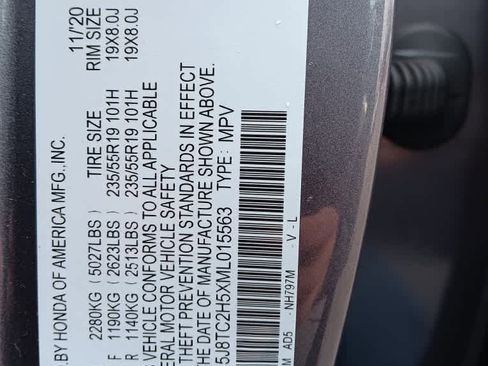 .BY HONDA OF AMERICA MFG., INC. 11/20
TIRE SIZE RIM SIZE
2280KG (5027LBS)
F 1190KG (2623LBS) 235/55R19 101H 19X8.0J
R 1140KG (2513LBS) 235/55R19 101H 19X8.0J
VEHICLE CONFORMS TO ALL APPLICABLE
ERAL MOTOR VEHICLE SAFETY
THEFT PREVENTION STANDARDS IN EFFECT
THE DATE OF MANUFACTURE SHOWN ABOVE.
5J8TC2H5XML015563 TYPE: MPV
AD5 - NH797M - V - L